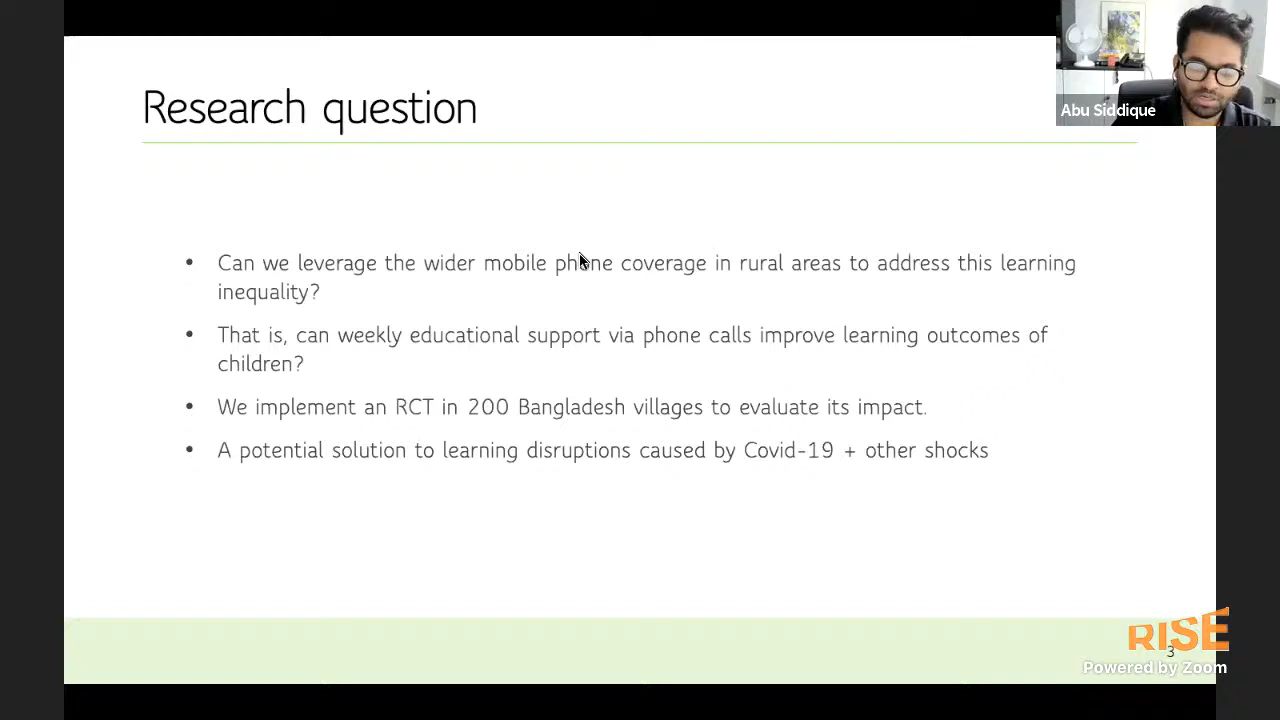 Research question
Abu Siddique
• Can we leverage the wider mobile phone coverage in rural areas to address this learning
inequality?
• That is, can weekly educational support via phone calls improve learning outcomes of
children?
• We implement an RCT in 200 Bangladesh villages to evaluate its impact.
• A potential solution to learning disruptions caused by Covid-19 + other shocks
RISE
3
Powered by Zoom